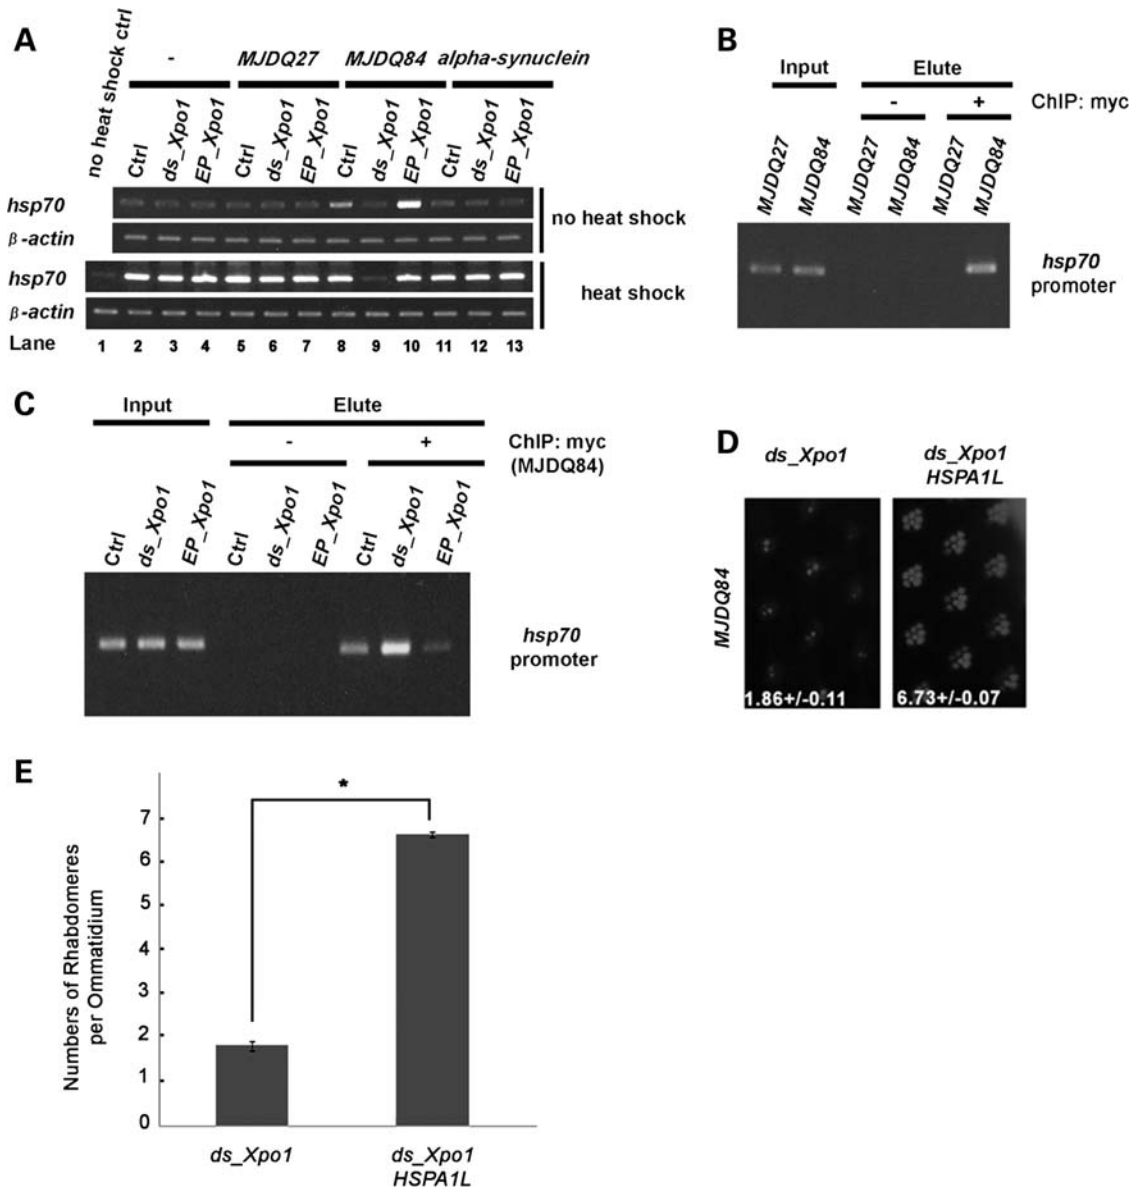 A
no heat shock ctrl
-
MJDQ27
MJDQ84
alpha-synuclein
Ctrl
ds_Xpo1
EP_Xpo1
Ctrl
ds_Xpo1
EP_Xpo1
Ctrl
ds_Xpo1
EP_Xpo1
Ctrl
ds_Xpo1
EP_Xpo1
hsp70
β-actin
no heat shock
hsp70
β-actin
heat shock
Lane 1 2 3 4 5 6 7 8 9 10 11 12 13
B
Input
Elute
- +
ChIP: myc
MJDQ27
MJDQ84
MJDQ27
MJDQ84
MJDQ27
MJDQ84
hsp70
promoter
C
Input
Elute
- +
ChIP: myc
(MJDQ84)
Ctrl
ds_Xpo1
EP_Xpo1
Ctrl
ds_Xpo1
EP_Xpo1
Ctrl
ds_Xpo1
EP_Xpo1
hsp70
promoter
D
ds_Xpo1
ds_Xpo1
HSPA1L
MJDQ84
1.86+/-0.11
6.73+/-0.07
E
*
Numbers of Rhabdomeres
per Ommatidium
7
6
5
4
3
2
1
0
ds_Xpo1
ds_Xpo1
HSPA1L